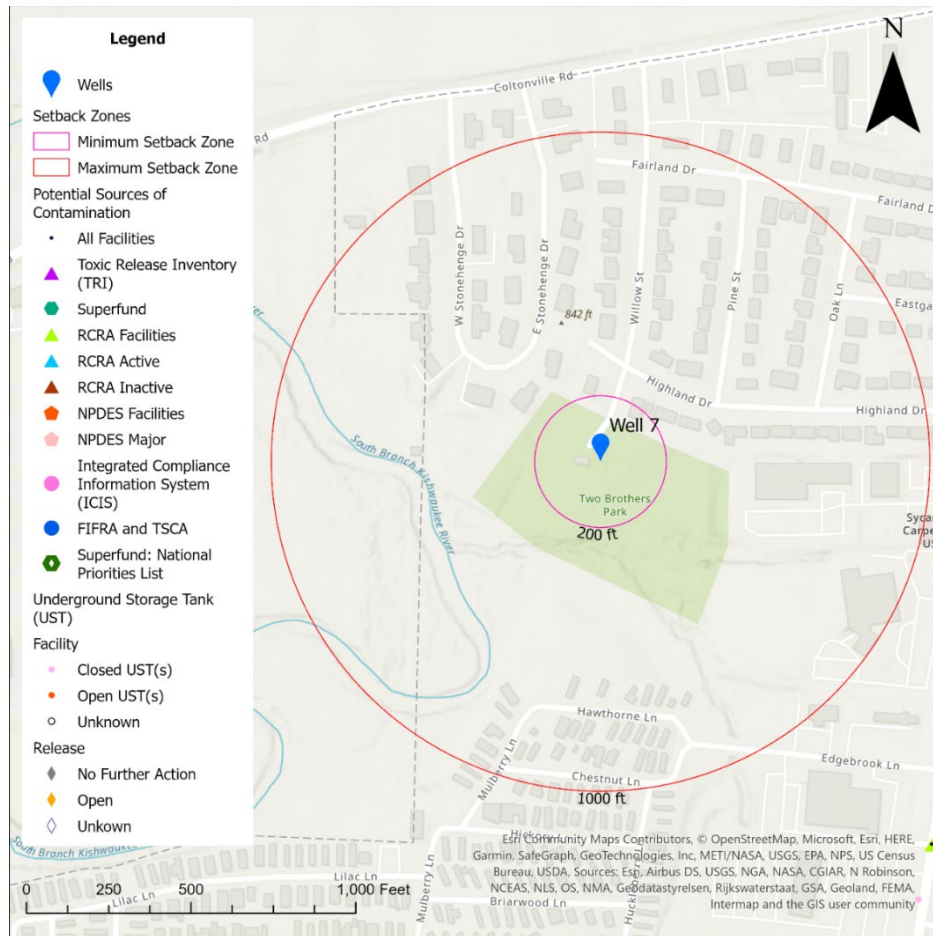 Legend
Wells
Setback Zones
Minimum Setback Zone
Maximum Setback Zone
Potential Sources of
Contamination
All Facilities
Toxic Release Inventory
(TRI)
Superfund
RCRA Facilities
RCRA Active
RCRA Inactive
NPDES Facilities
NPDES Major
Integrated Compliance
Information System
(ICIS)
FIFRA and TSCA
Superfund: National
Priorities List
Underground Storage Tank
(UST)
Facility
Closed UST(s)
Open UST(s)
Unknown
Release
No Further Action
Open
Unkown
N
Coltonville Rd
Rd
Fairland Dr
Fairland D
W Stonehenge Dr
E Stonehenge Dr
Willow St
Pine St
Oak Ln
Eastga
842 ft
Highland Dr
Highland Dr
Well 7
South Branch Kishwaukee River
iver
Two Brothers
Park
200 ft
Syca
Carpe
US
Hawthorne Ln
Mulberry Ln
Chestnut Ln
Edgebrook Ln
1000 ft
Hickory
South Branch Kishwa
Lilac Ln
Lilac Ln
Mulberry Ln
Briarwood Ln
Esri Community Maps Contributors, © OpenStreetMap, Microsoft, Esri, HERE,
Garmin, SafeGraph, GeoTechnologies, Inc, METI/NASA, USGS, EPA, NPS, US Census
Bureau, USDA, Sources: Esri, Airbus DS, USGS, NGA, NASA, CGIAR, N Robinson,
NCEAS, NLS, OS, NMA, Geodatastyrelsen, Rijkswaterstaat, GSA, Geoland, FEMA,
Intermap and the GIS user community
0 500 1,000 Feet